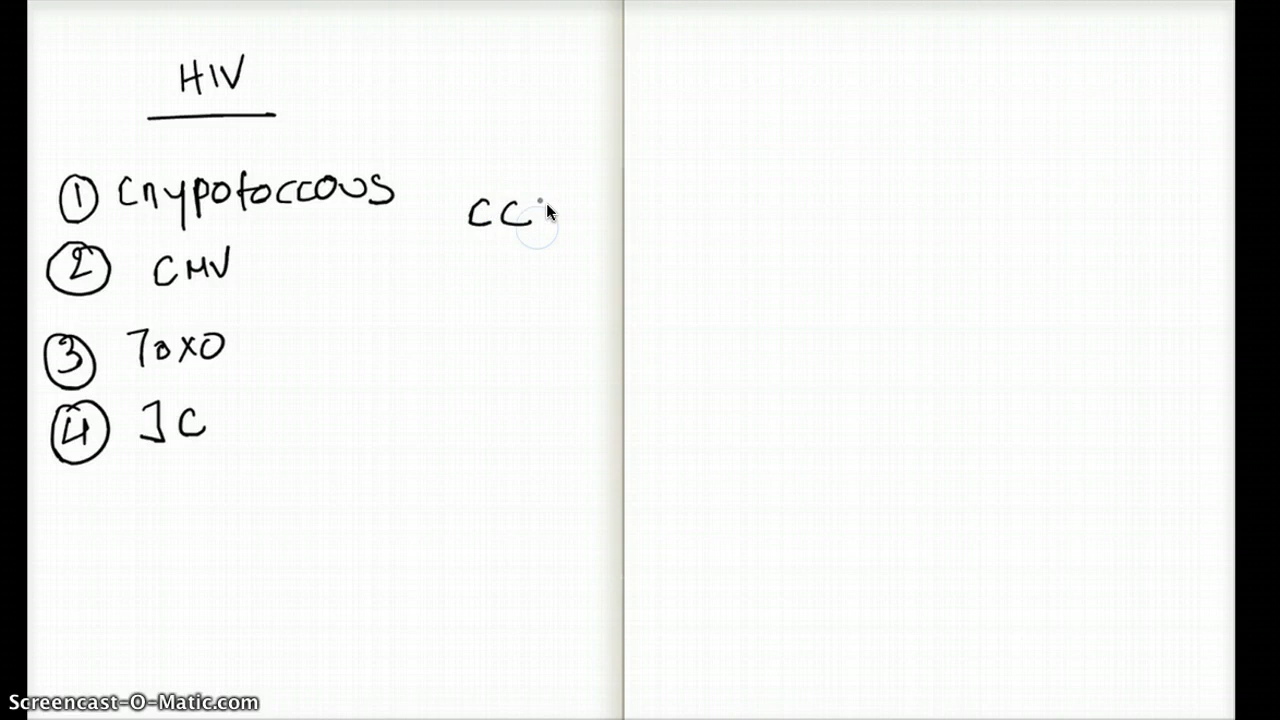 HIV
① Crypotoccous
② CMV
③ Toxo
④ JC
CC
Screencast-O-Matic.com